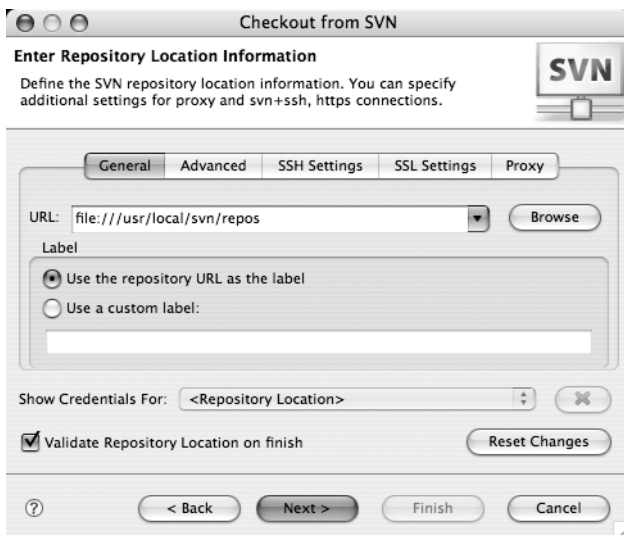 Checkout from SVN
Enter Repository Location Information
Define the SVN repository location information. You can specify
additional settings for proxy and svn+ssh, https connections.
SVN
General Advanced SSH Settings SSL Settings Proxy
URL: file:///usr/local/svn/repos Browse
Label
Use the repository URL as the label
Use a custom label:
Show Credentials For: <Repository Location>
Validate Repository Location on finish Reset Changes
? < Back Next > Finish Cancel